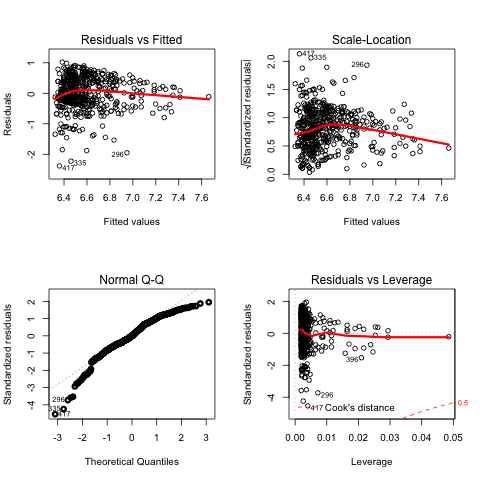 Residuals vs Fitted
Residuals
1
0
-1
-2
417
335
296
6.4 6.6 6.8 7.0 7.2 7.4 7.6
Fitted values
Scale-Location
√|Standardized residuals|
2.0
1.5
1.0
0.5
0.0
417
335
296
6.4 6.6 6.8 7.0 7.2 7.4 7.6
Fitted values
Normal Q-Q
Standardized residuals
2
1
0
-1
-2
-3
-4
296
335
417
-3 -2 -1 0 1 2 3
Theoretical Quantiles
Residuals vs Leverage
Standardized residuals
2
0
-2
-4
396
296
417
Cook's distance
0.5
0.00 0.01 0.02 0.03 0.04 0.05
Leverage